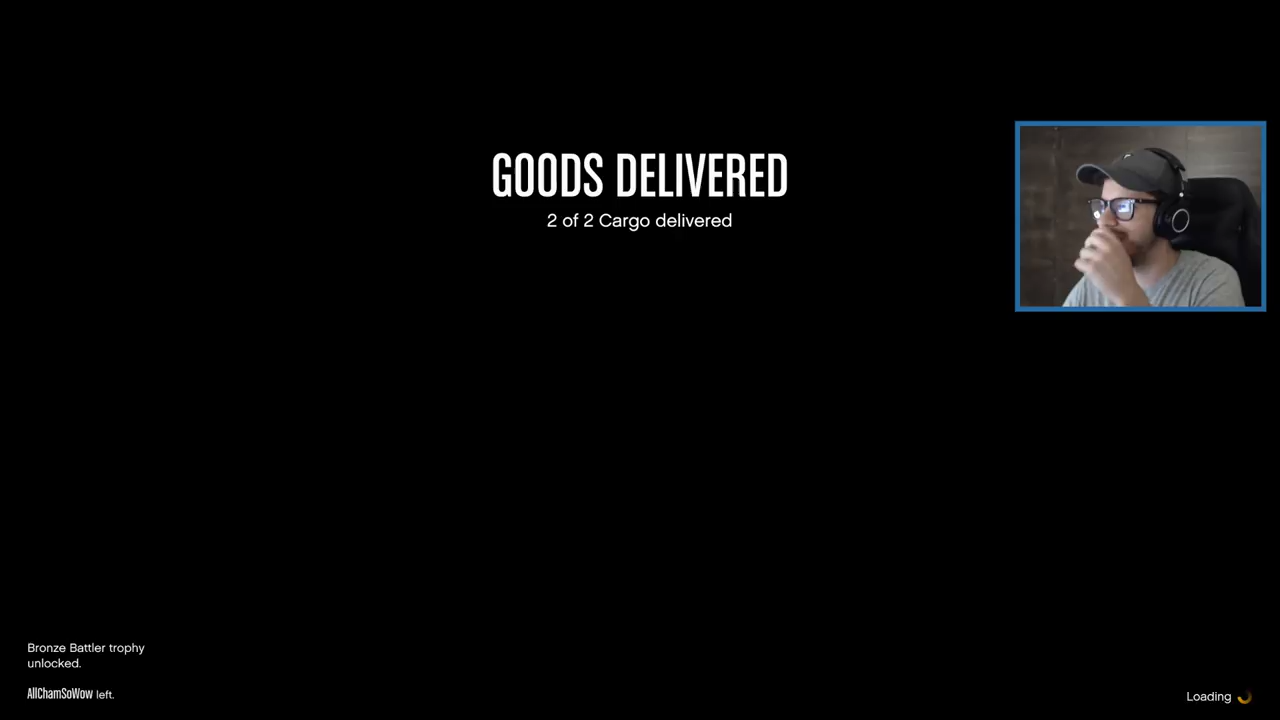 GOODS DELIVERED
2 of 2 Cargo delivered
Bronze Battler trophy
unlocked.
AllChamSoWow left.
Loading